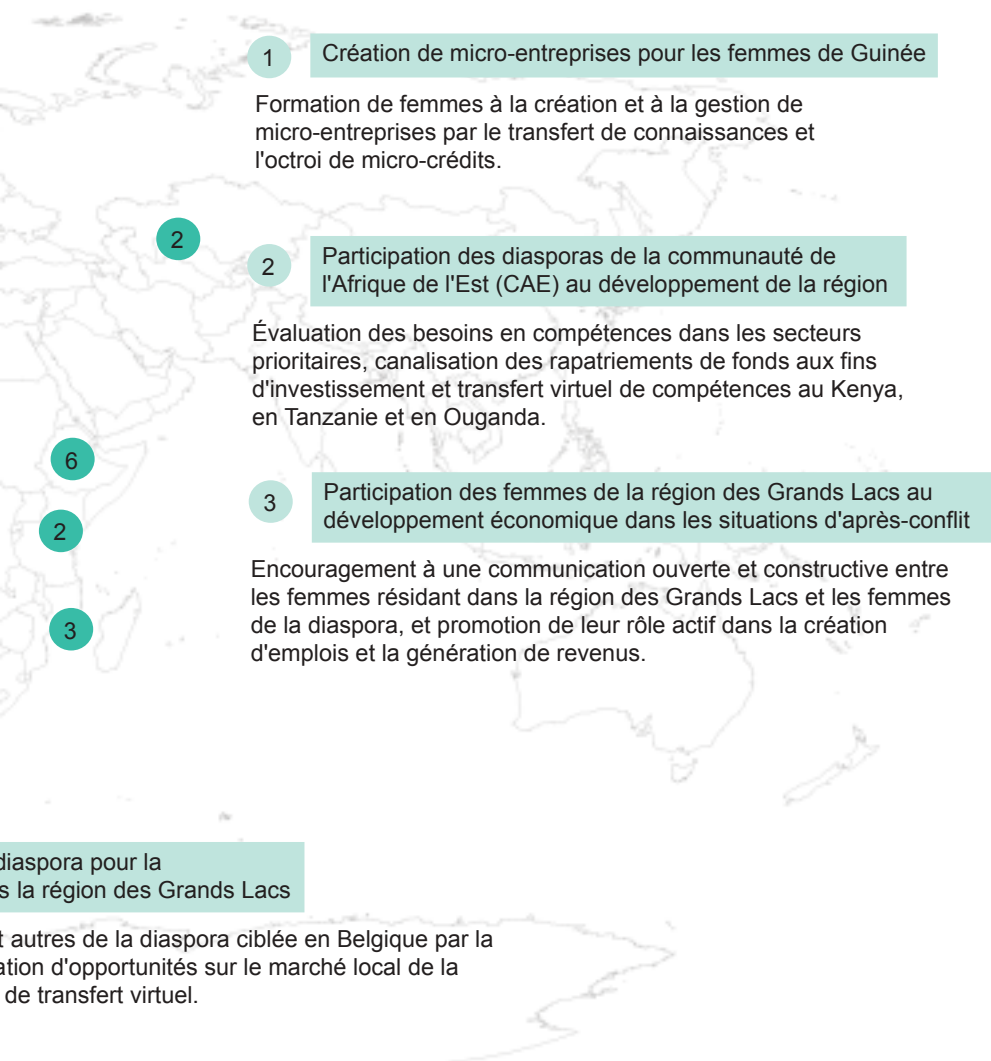 1
Création de micro-entreprises pour les femmes de Guinée
Formation de femmes à la création et à la gestion de
micro-entreprises par le transfert de connaissances et
l'octroi de micro-crédits.
2
2
Participation des diasporas de la communauté de
l'Afrique de l'Est (CAE) au développement de la région
Évaluation des besoins en compétences dans les secteurs
prioritaires, canalisation des rapatriements de fonds aux fins
d'investissement et transfert virtuel de compétences au Kenya,
en Tanzanie et en Ouganda.
6
2
3
3
Participation des femmes de la région des Grands Lacs au
développement économique dans les situations d'après-conflit
Encouragement à une communication ouverte et constructive entre
les femmes résidant dans la région des Grands Lacs et les femmes
de la diaspora, et promotion de leur rôle actif dans la création
d'emplois et la génération de revenus.
diaspora pour la
s la région des Grands Lacs
t autres de la diaspora ciblée en Belgique par la
ation d'opportunités sur le marché local de la
de transfert virtuel.